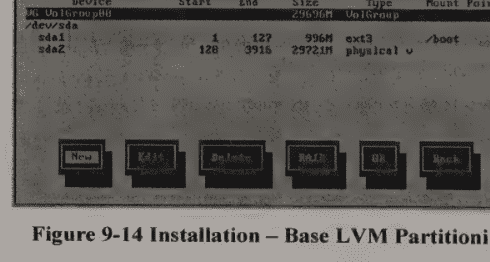 Device Start End Size Type Mount Poi
VG VolGroup00 29696M VolGroup
/dev/sda
sda1 1 127 996M ext3 /boot
sda2 128 3916 29721M physical v
New Edit Delete RAID OK Back
Figure 9-14 Installation – Base LVM Partitioni